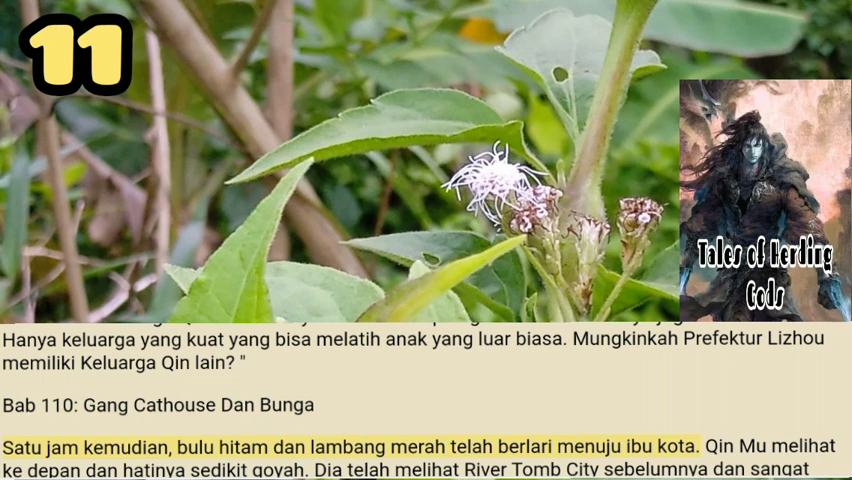 11
Tales of Herding
Gods
Hanya keluarga yang kuat yang bisa melatih anak yang luar biasa. Mungkinkah Prefektur Lizhou
memiliki Keluarga Qin lain? "
Bab 110: Gang Cathouse Dan Bunga
Satu jam kemudian, bulu hitam dan lambang merah telah berlari menuju ibu kota. Qin Mu melihat
ke depan dan hatinya sedikit goyah. Dia telah melihat River Tomb City sebelumnya dan sangat